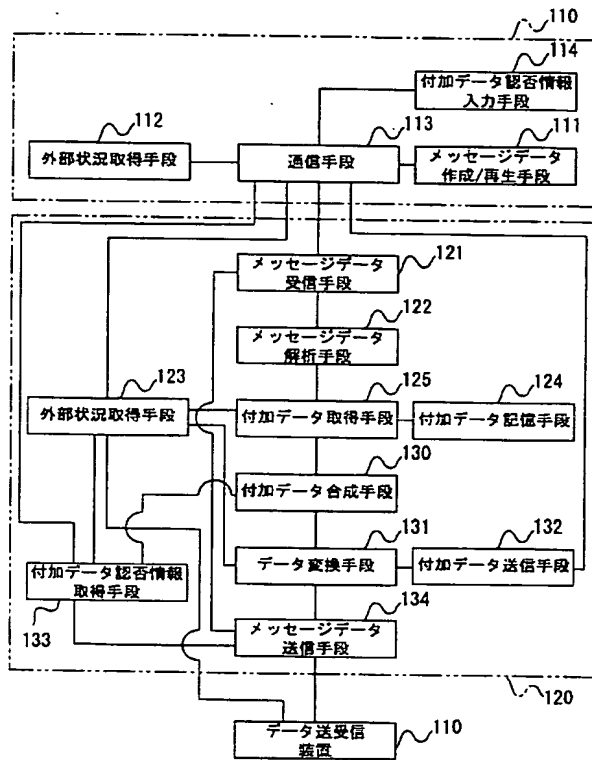 110
114
付加データ認否情報
入力手段
112
113
111
外部状況取得手段
通信手段
メッセージデータ
作成/再生手段
121
メッセージデータ
受信手段
122
メッセージデータ
解析手段
123
125
124
外部状況取得手段
付加データ取得手段
付加データ記憶手段
130
付加データ合成手段
131
132
データ変換手段
付加データ送信手段
付加データ認否情報
取得手段
133
134
メッセージデータ
送信手段
120
データ送受信
装置
110